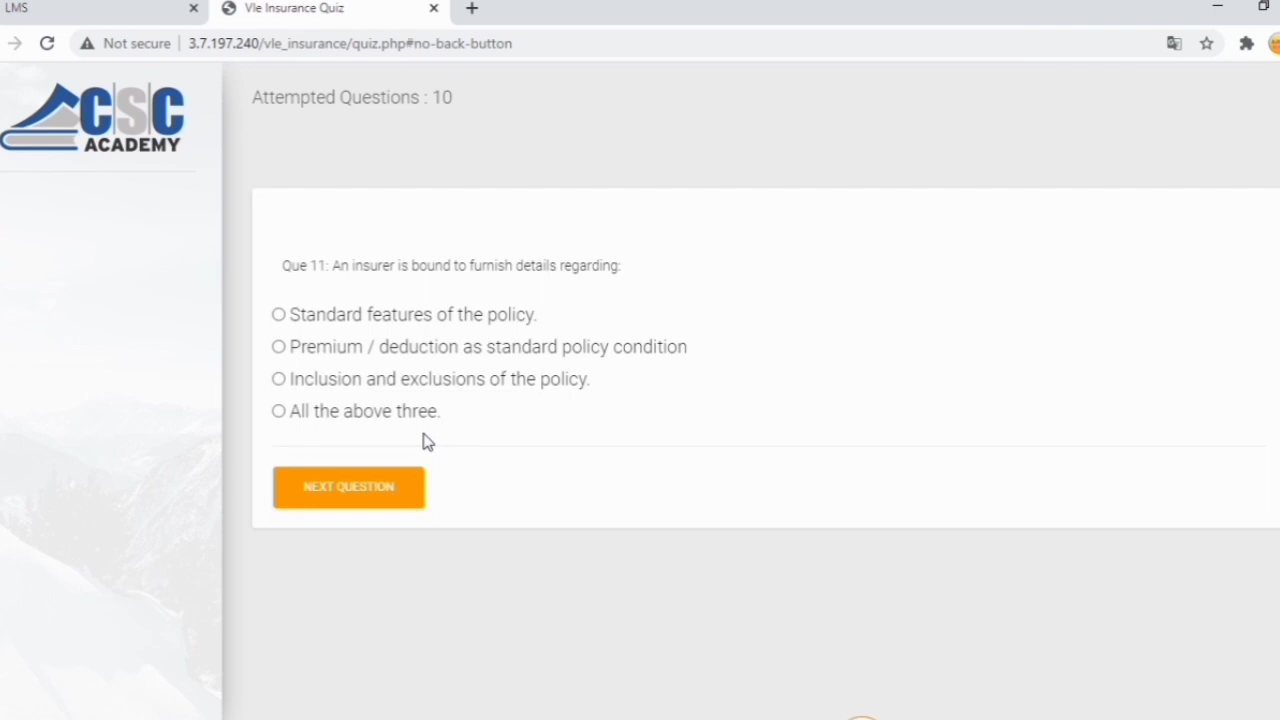 LMS
Vle Insurance Quiz
Not secure
3.7.197.240/vle_insurance/quiz.php#no-back-button
CSC
ACADEMY
Attempted Questions : 10
Que 11: An insurer is bound to furnish details regarding:
Standard features of the policy.
Premium / deduction as standard policy condition
Inclusion and exclusions of the policy.
All the above three.
NEXT QUESTION